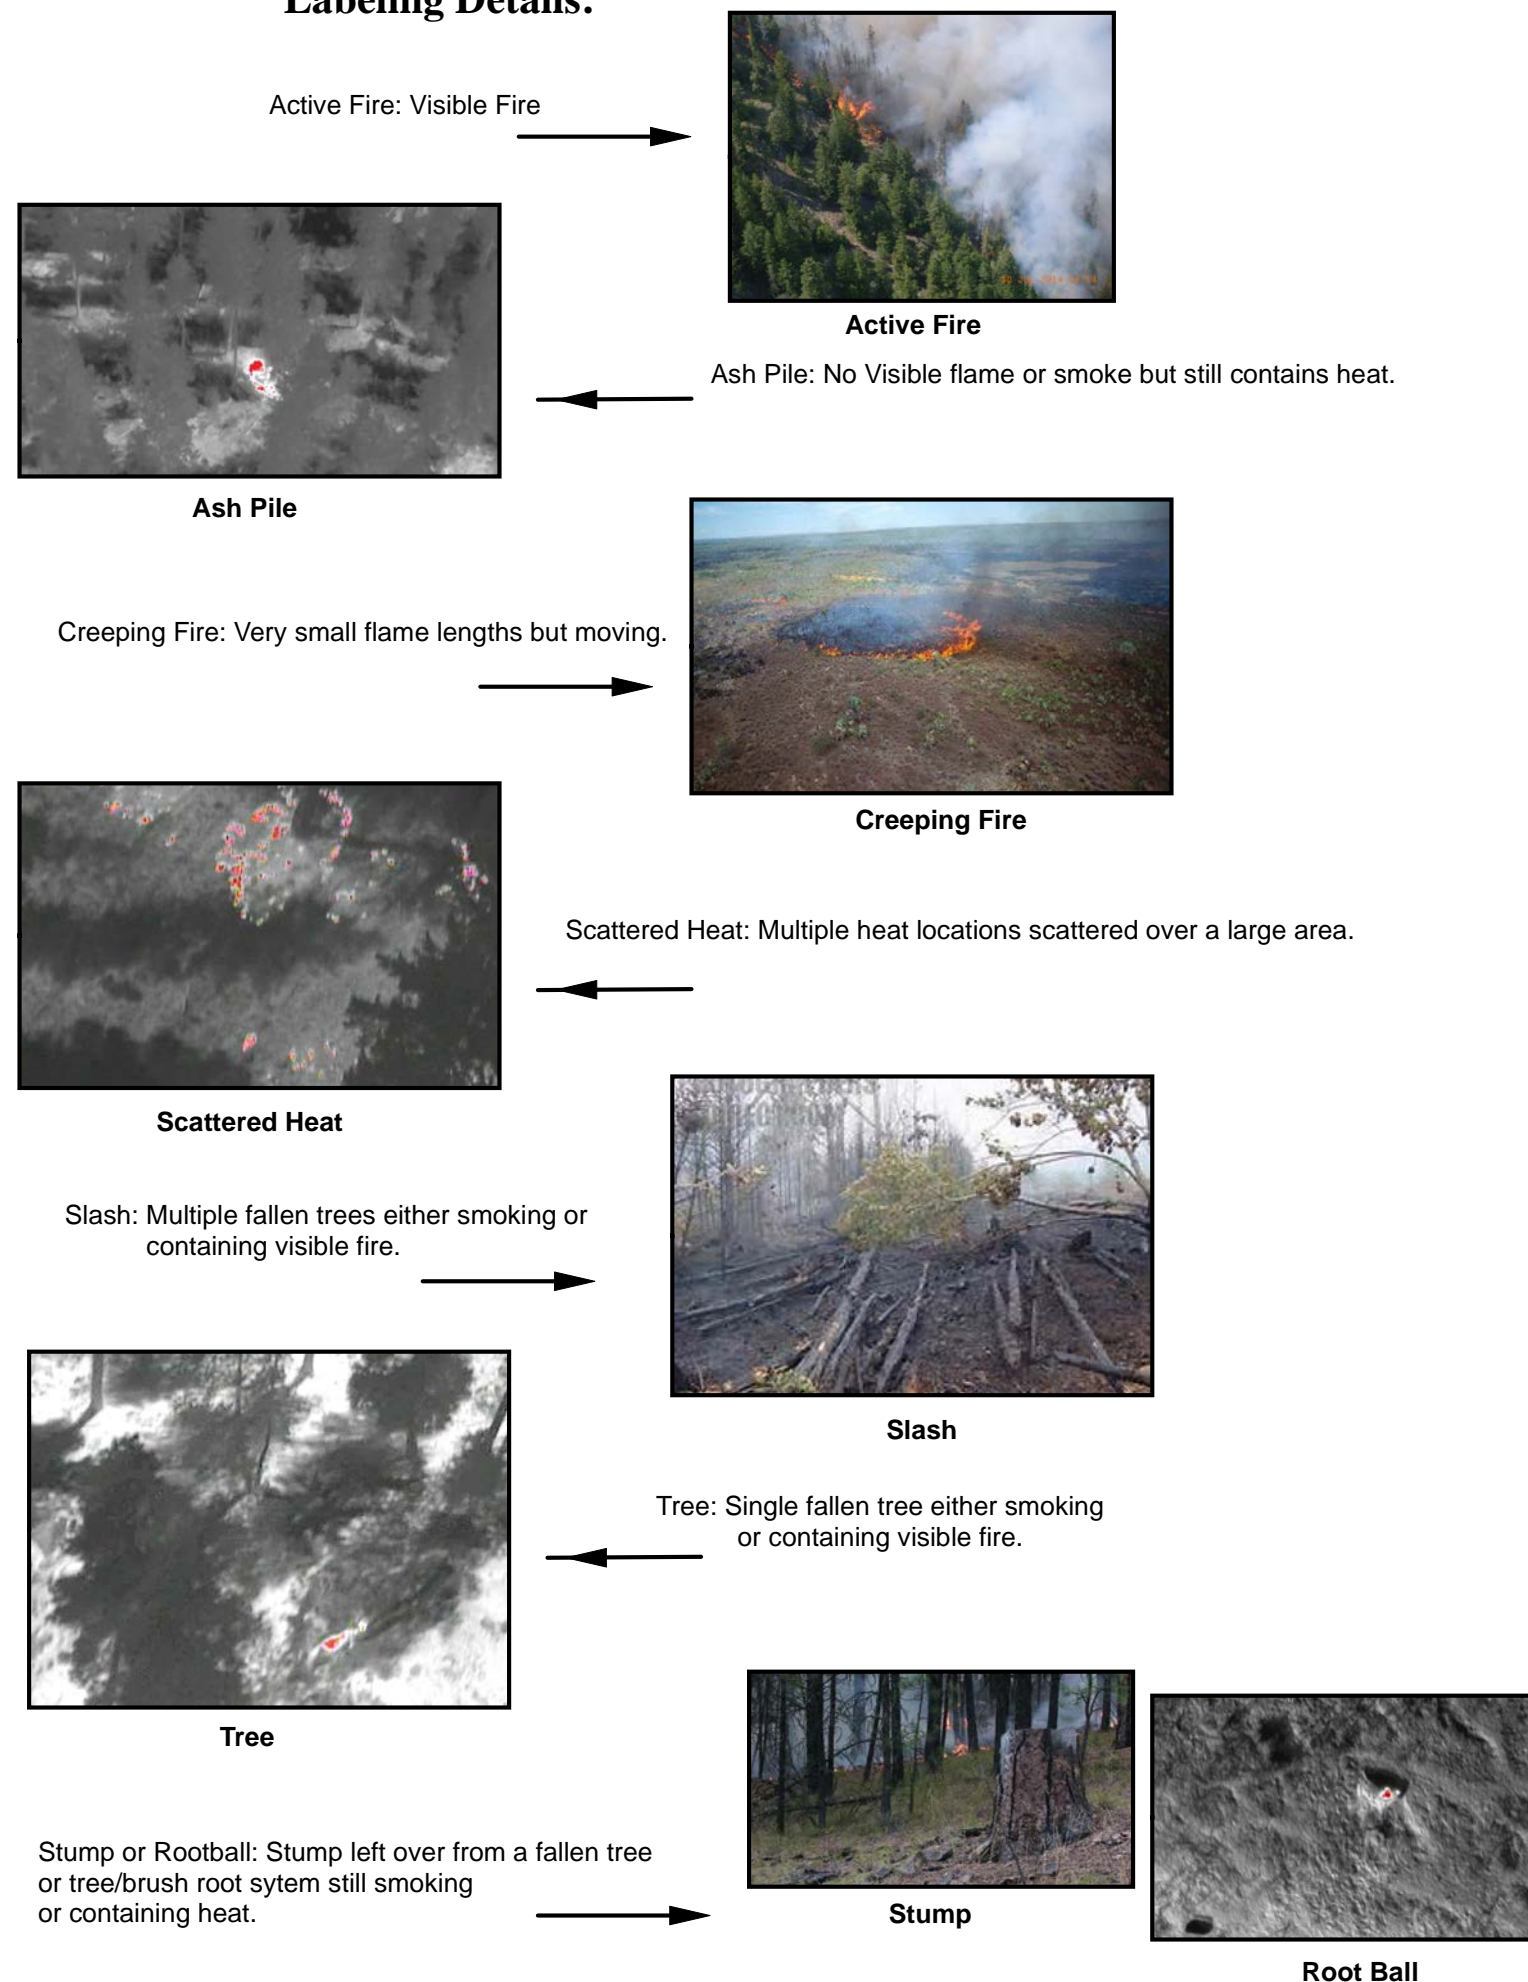 Labeling Details:
Active Fire: Visible Fire
Active Fire
Ash Pile: No Visible flame or smoke but still contains heat.
Ash Pile
Creeping Fire: Very small flame lengths but moving.
Creeping Fire
Scattered Heat: Multiple heat locations scattered over a large area.
Scattered Heat
Slash: Multiple fallen trees either smoking or
containing visible fire.
Slash
Tree: Single fallen tree either smoking
or containing visible fire.
Tree
Stump or Rootball: Stump left over from a fallen tree
or tree/brush root sytem still smoking
or containing heat.
Stump
Root Ball